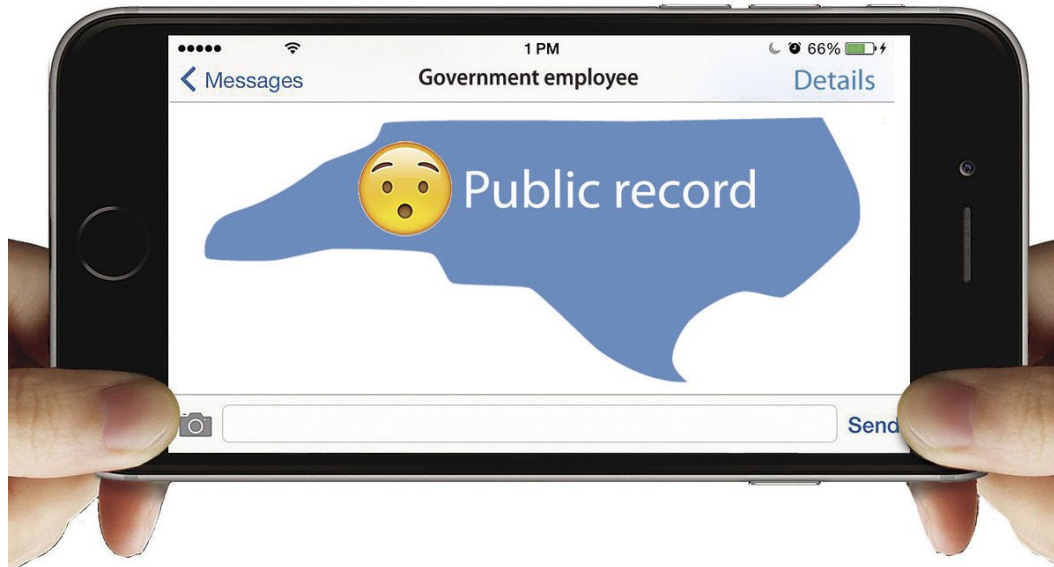 1 PM
66%
Messages
Government employee
Details
Public record
Send